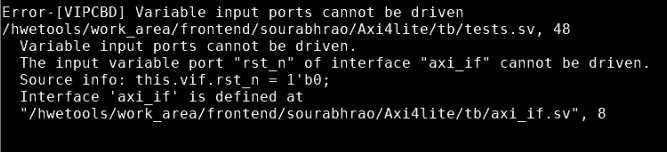 Error-[VIPCBD] Variable input ports cannot be driven
/hwetools/work_area/frontend/sourabhrao/Axi4lite/tb/tests.sv, 48
Variable input ports cannot be driven.
The input variable port "rst_n" of interface "axi_if" cannot be driven.
Source info: this.vif.rst_n = 1'b0;
Interface 'axi_if' is defined at
"/hwetools/work_area/frontend/sourabhrao/Axi4lite/tb/axi_if.sv", 8